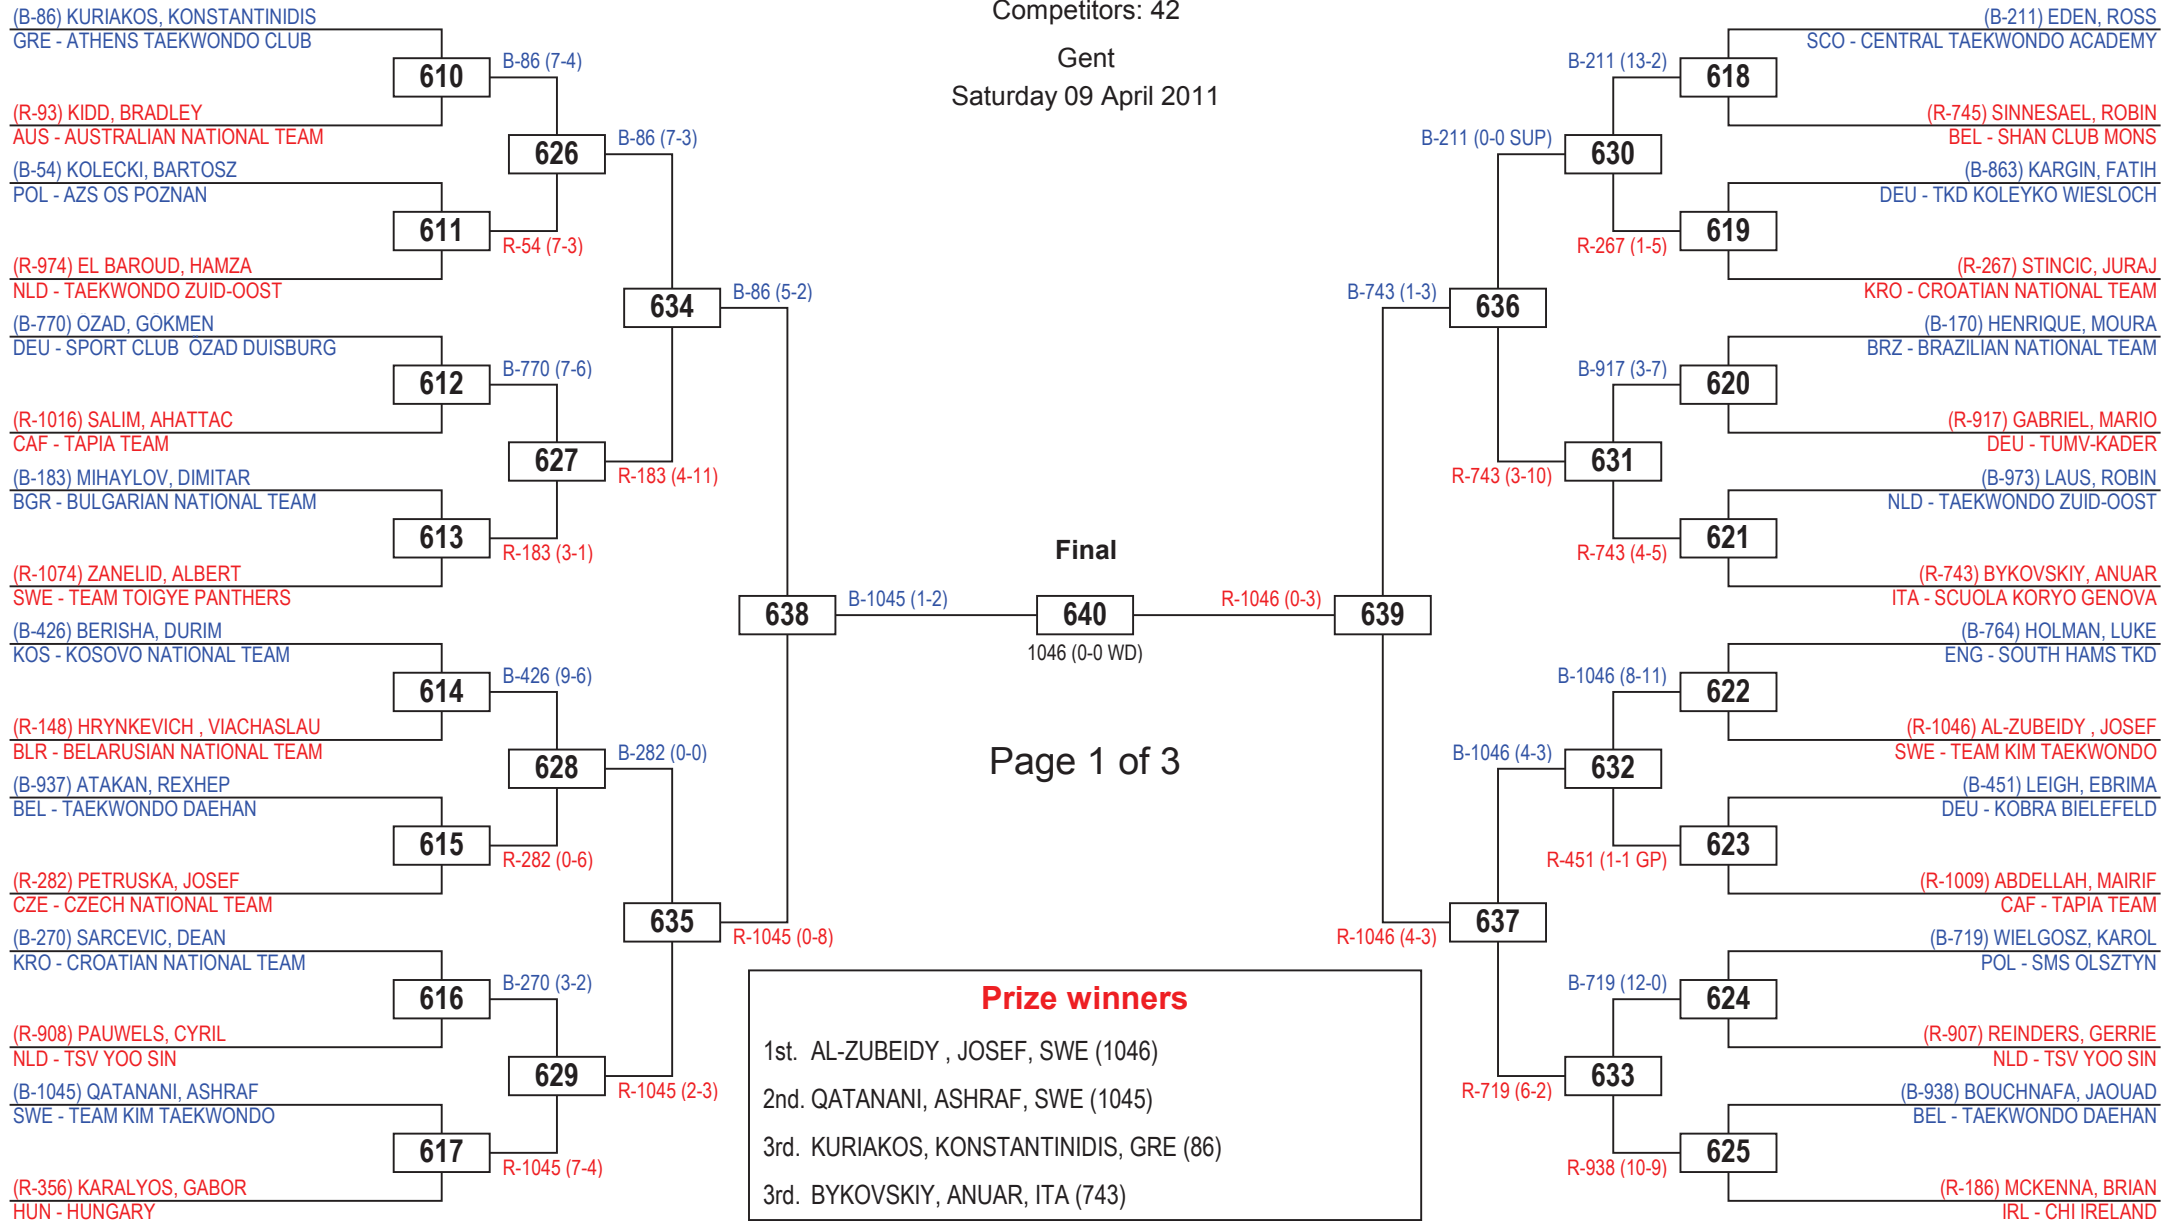 Competitors: 42
Gent
Saturday 09 April 2011
(B-86) KURIAKOS, KONSTANTINIDIS
GRE - ATHENS TAEKWONDO CLUB
610
B-86 (7-4)
(R-93) KIDD, BRADLEY
AUS - AUSTRALIAN NATIONAL TEAM
626
B-86 (7-3)
(B-54) KOLECKI, BARTOSZ
POL - AZS OS POZNAN
611
R-54 (7-3)
(R-974) EL BAROUD, HAMZA
NLD - TAEKWONDO ZUID-OOST
634
B-86 (5-2)
(B-770) OZAD, GOKMEN
DEU - SPORT CLUB  OZAD DUISBURG
612
B-770 (7-6)
(R-1016) SALIM, AHATTAC
CAF - TAPIA TEAM
627
R-183 (4-11)
(B-183) MIHAYLOV, DIMITAR
BGR - BULGARIAN NATIONAL TEAM
613
R-183 (3-1)
(R-1074) ZANELID, ALBERT
SWE - TEAM TOIGYE PANTHERS
638
B-1045 (1-2)
(B-426) BERISHA, DURIM
KOS - KOSOVO NATIONAL TEAM
614
B-426 (9-6)
(R-148) HRYNKEVICH , VIACHASLAU
BLR - BELARUSIAN NATIONAL TEAM
628
B-282 (0-0)
(B-937) ATAKAN, REXHEP
BEL - TAEKWONDO DAEHAN
615
R-282 (0-6)
(R-282) PETRUSKA, JOSEF
CZE - CZECH NATIONAL TEAM
635
R-1045 (0-8)
(B-270) SARCEVIC, DEAN
KRO - CROATIAN NATIONAL TEAM
616
B-270 (3-2)
(R-908) PAUWELS, CYRIL
NLD - TSV YOO SIN
629
R-1045 (2-3)
(B-1045) QATANANI, ASHRAF
SWE - TEAM KIM TAEKWONDO
617
R-1045 (7-4)
(R-356) KARALYOS, GABOR
HUN - HUNGARY
Final
640
1046 (0-0 WD)
Page 1 of 3
(B-211) EDEN, ROSS
SCO - CENTRAL TAEKWONDO ACADEMY
B-211 (13-2)
618
(R-745) SINNESAEL, ROBIN
BEL - SHAN CLUB MONS
B-211 (0-0 SUP)
630
(B-863) KARGIN, FATIH
DEU - TKD KOLEYKO WIESLOCH
619
R-267 (1-5)
(R-267) STINCIC, JURAJ
KRO - CROATIAN NATIONAL TEAM
B-743 (1-3)
636
(B-170) HENRIQUE, MOURA
BRZ - BRAZILIAN NATIONAL TEAM
B-917 (3-7)
620
(R-917) GABRIEL, MARIO
DEU - TUMV-KADER
631
R-743 (3-10)
(B-973) LAUS, ROBIN
NLD - TAEKWONDO ZUID-OOST
621
R-743 (4-5)
(R-743) BYKOVSKIY, ANUAR
ITA - SCUOLA KORYO GENOVA
R-1046 (0-3)
639
(B-764) HOLMAN, LUKE
ENG - SOUTH HAMS TKD
B-1046 (8-11)
622
(R-1046) AL-ZUBEIDY , JOSEF
SWE - TEAM KIM TAEKWONDO
B-1046 (4-3)
632
(B-451) LEIGH, EBRIMA
DEU - KOBRA BIELEFELD
623
R-451 (1-1 GP)
(R-1009) ABDELLAH, MAIRIF
CAF - TAPIA TEAM
637
R-1046 (4-3)
(B-719) WIELGOSZ, KAROL
POL - SMS OLSZTYN
B-719 (12-0)
624
(R-907) REINDERS, GERRIE
NLD - TSV YOO SIN
633
R-719 (6-2)
(B-938) BOUCHNAFA, JAOUAD
BEL - TAEKWONDO DAEHAN
625
R-938 (10-9)
(R-186) MCKENNA, BRIAN
IRL - CHI IRELAND
Prize winners
1st. AL-ZUBEIDY , JOSEF, SWE (1046)
2nd. QATANANI, ASHRAF, SWE (1045)
3rd. KURIAKOS, KONSTANTINIDIS, GRE (86)
3rd. BYKOVSKIY, ANUAR, ITA (743)